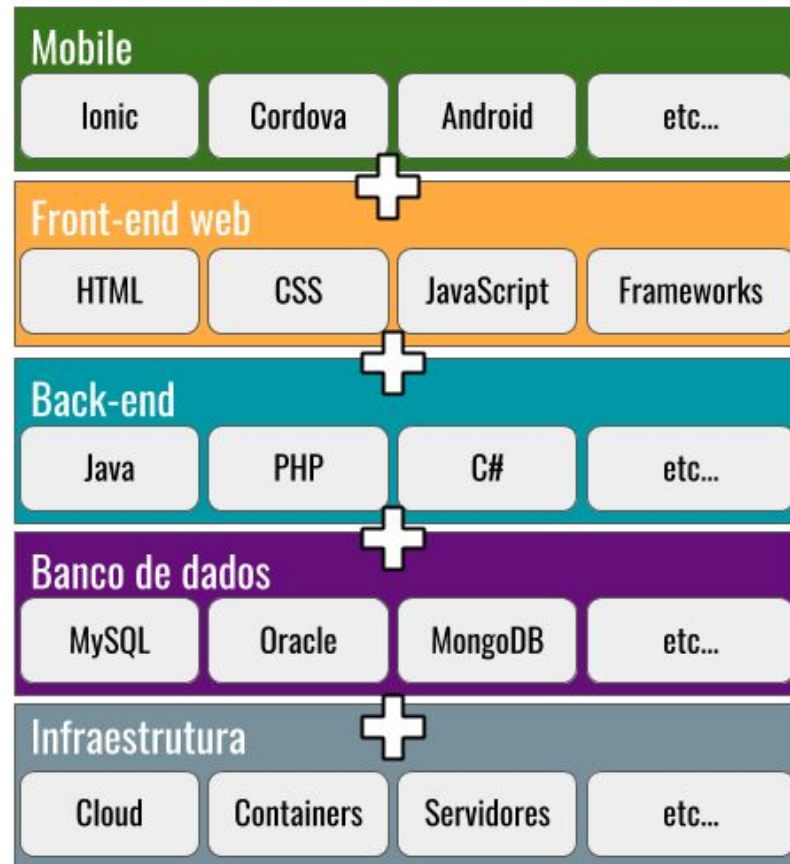 Mobile
Ionic Cordova Android etc...
Front-end web
HTML CSS JavaScript Frameworks
Back-end
Java PHP C# etc...
Banco de dados
MySQL Oracle MongoDB etc...
Infraestrutura
Cloud Containers Servidores etc...